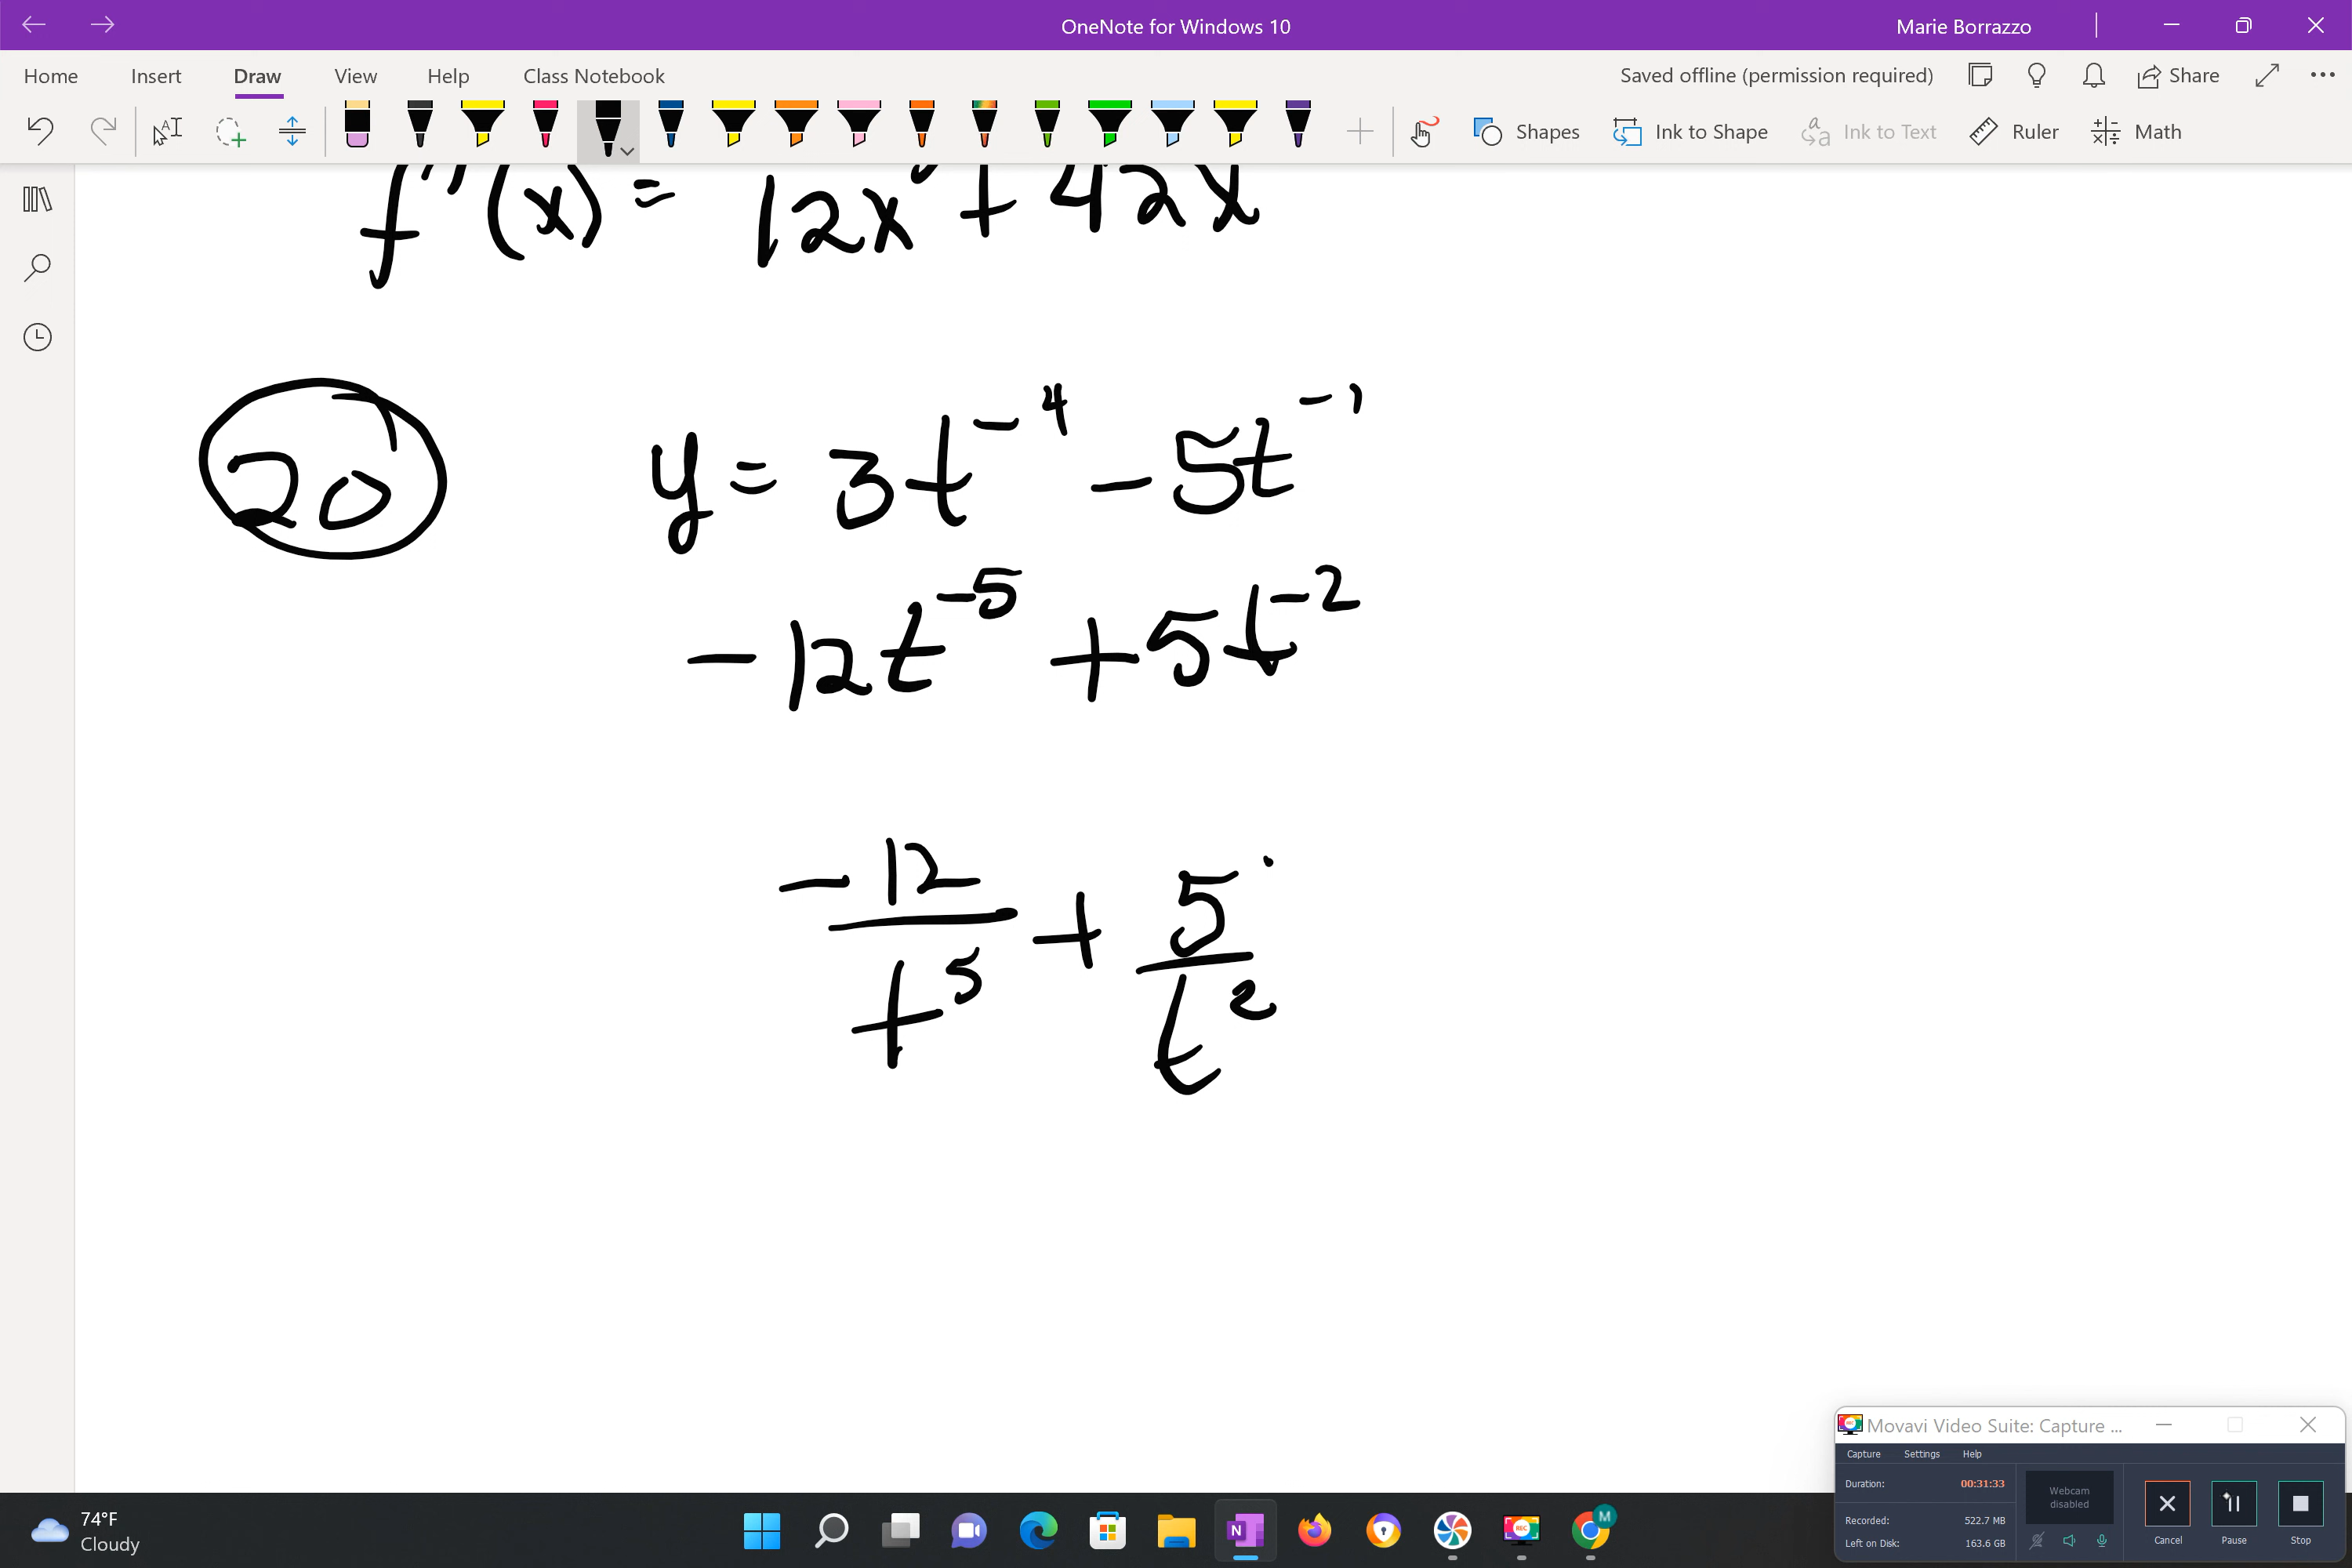 OneNote for Windows 10
Marie Borrazzo
Home Insert Draw View Help Class Notebook
Saved offline (permission required) Share
Shapes Ink to Shape Ink to Text Ruler Math
f''(x) = 12x + 42x
20 y = 3t⁻⁴ - 5t⁻¹
-12t⁻⁵ + 5t⁻²
-12/t⁵ + 5/t²
Movavi Video Suite: Capture ...
Capture Settings Help
Duration: 00:31:33
Webcam disabled
Recorded: 522.7 MB
Left on Disk: 163.6 GB
Cancel Pause Stop
74°F
Cloudy